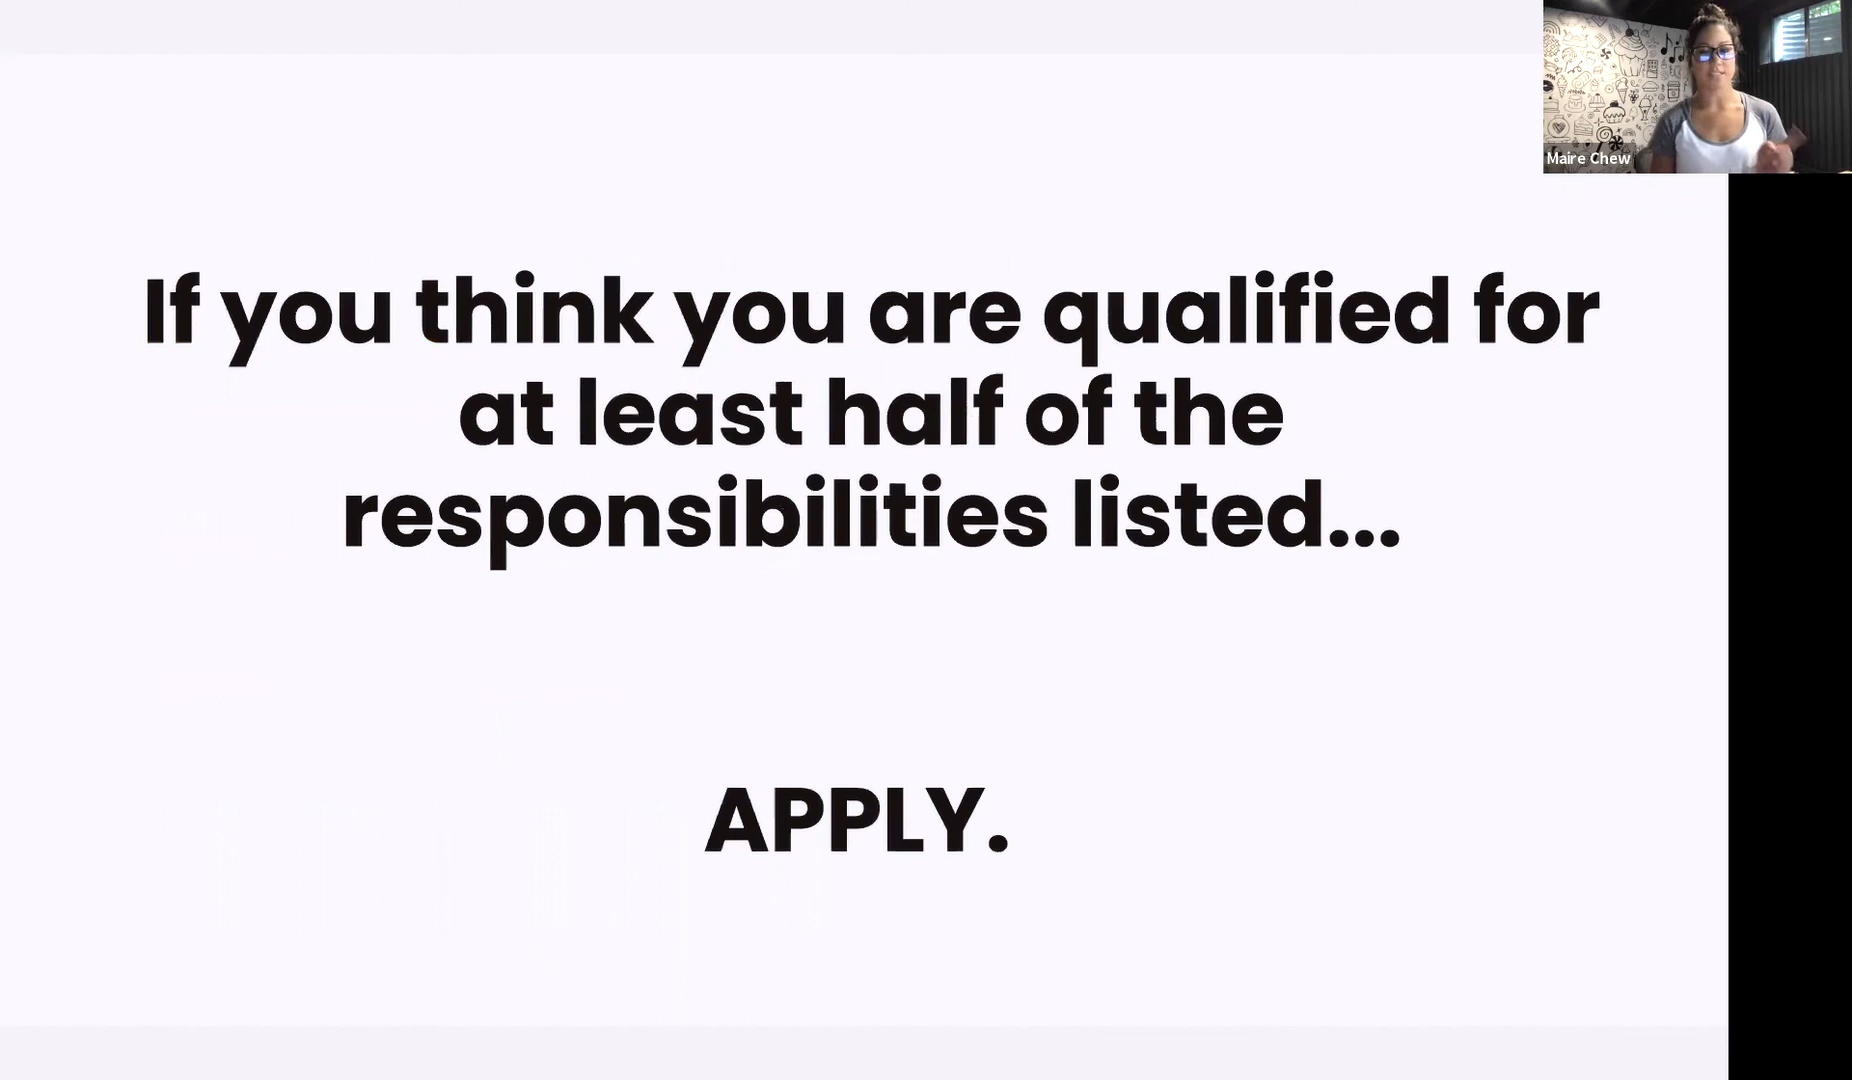 Maire Chew
If you think you are qualified for
at least half of the
responsibilities listed...
APPLY.